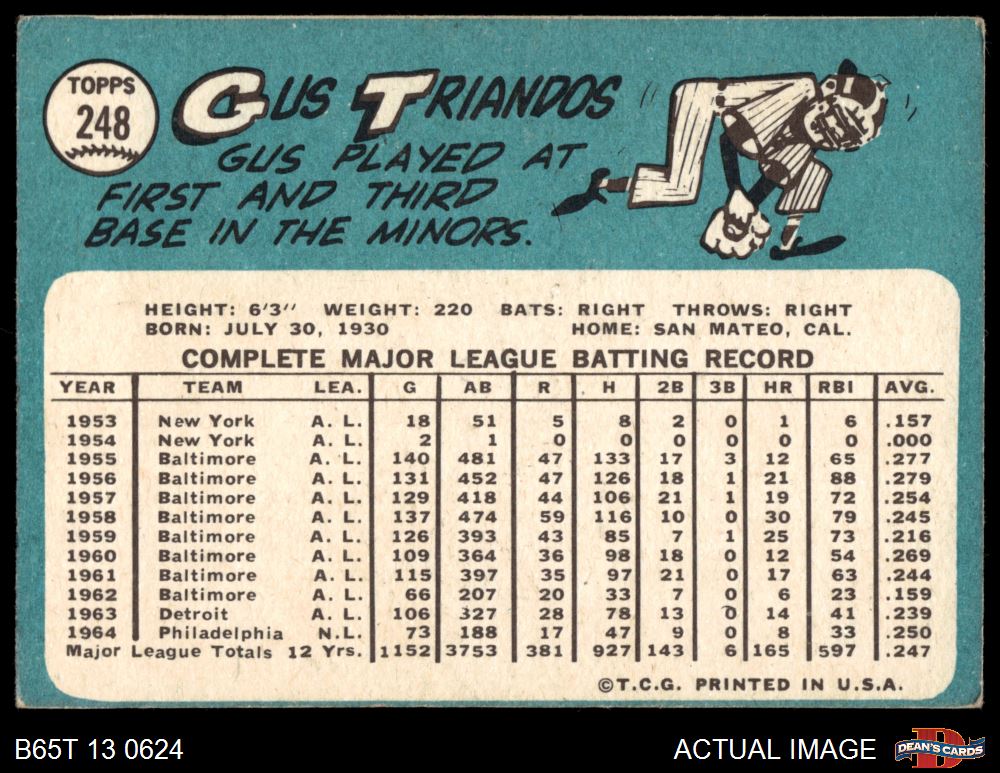 TOPPS
248
GUS TRIANDOS
GUS PLAYED AT
FIRST AND THIRD
BASE IN THE MINORS.
HEIGHT: 6'3" WEIGHT: 220 BATS: RIGHT THROWS: RIGHT
BORN: JULY 30, 1930 HOME: SAN MATEO, CAL.
COMPLETE MAJOR LEAGUE BATTING RECORD
YEAR TEAM LEA. G AB R H 2B 3B HR RBI AVG.
1953 New York A. L. 18 51 5 8 2 0 1 6 .157
1954 New York A. L. 2 1 0 0 0 0 0 0 .000
1955 Baltimore A. L. 140 481 47 133 17 3 12 65 .277
1956 Baltimore A. L. 131 452 47 126 18 1 21 88 .279
1957 Baltimore A. L. 129 418 44 106 21 1 19 72 .254
1958 Baltimore A. L. 137 474 59 116 10 0 30 79 .245
1959 Baltimore A. L. 126 393 43 85 7 1 25 73 .216
1960 Baltimore A. L. 109 364 36 98 18 0 12 54 .269
1961 Baltimore A. L. 115 397 35 97 21 0 17 63 .244
1962 Baltimore A. L. 66 207 20 33 7 0 6 23 .159
1963 Detroit A. L. 106 327 28 78 13 0 14 41 .239
1964 Philadelphia N.L. 73 188 17 47 9 0 8 33 .250
Major League Totals 12 Yrs. 1152 3753 381 927 143 6 165 597 .247
©T.C.G. PRINTED IN U.S.A.
B65T 13 0624 ACTUAL IMAGE DEAN'S CARDS